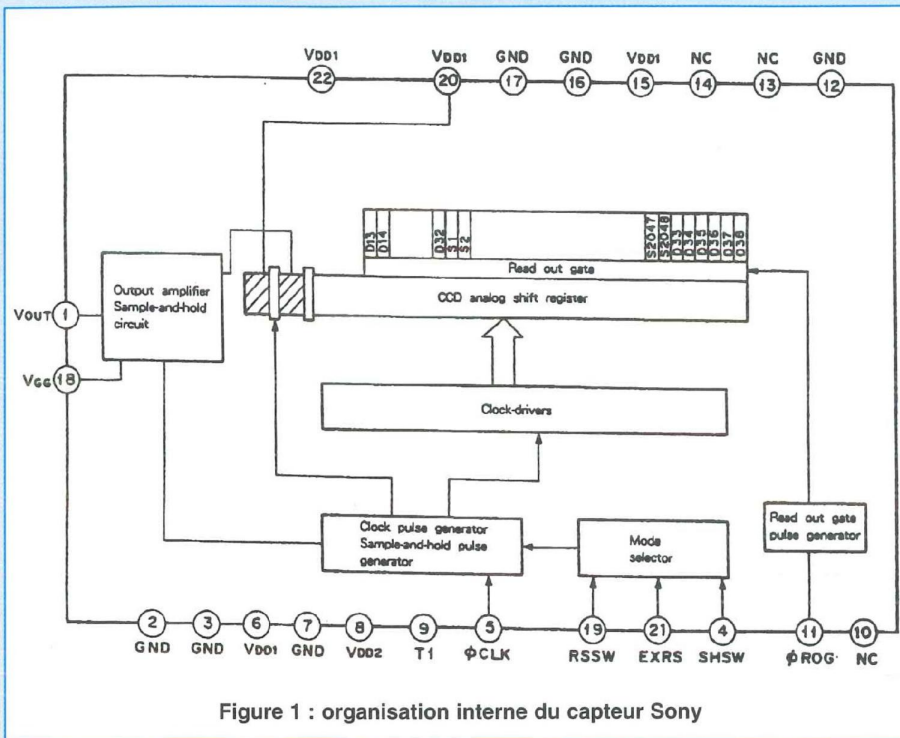 VDD1 VDD1 GND GND VDD1 NC NC GND
22 20 17 16 15 14 13 12
D13 D14 D32 S1 S2 S2047 S2048 D33 D34 D35 D36 D37 D38
Read out gate
CCD analog shift register
Output amplifier
Sample-and-hold
circuit
VOUT 1
VGG 18
Clock-drivers
Clock pulse generator
Sample-and-hold pulse
generator
Mode
selector
Read out gate
pulse generator
2 3 6 7 8 9 5 19 21 4 11 10
GND GND VDD1 GND VDD2 T1 ϕCLK RSSW EXRS SHSW ϕROG NC
Figure 1 : organisation interne du capteur Sony